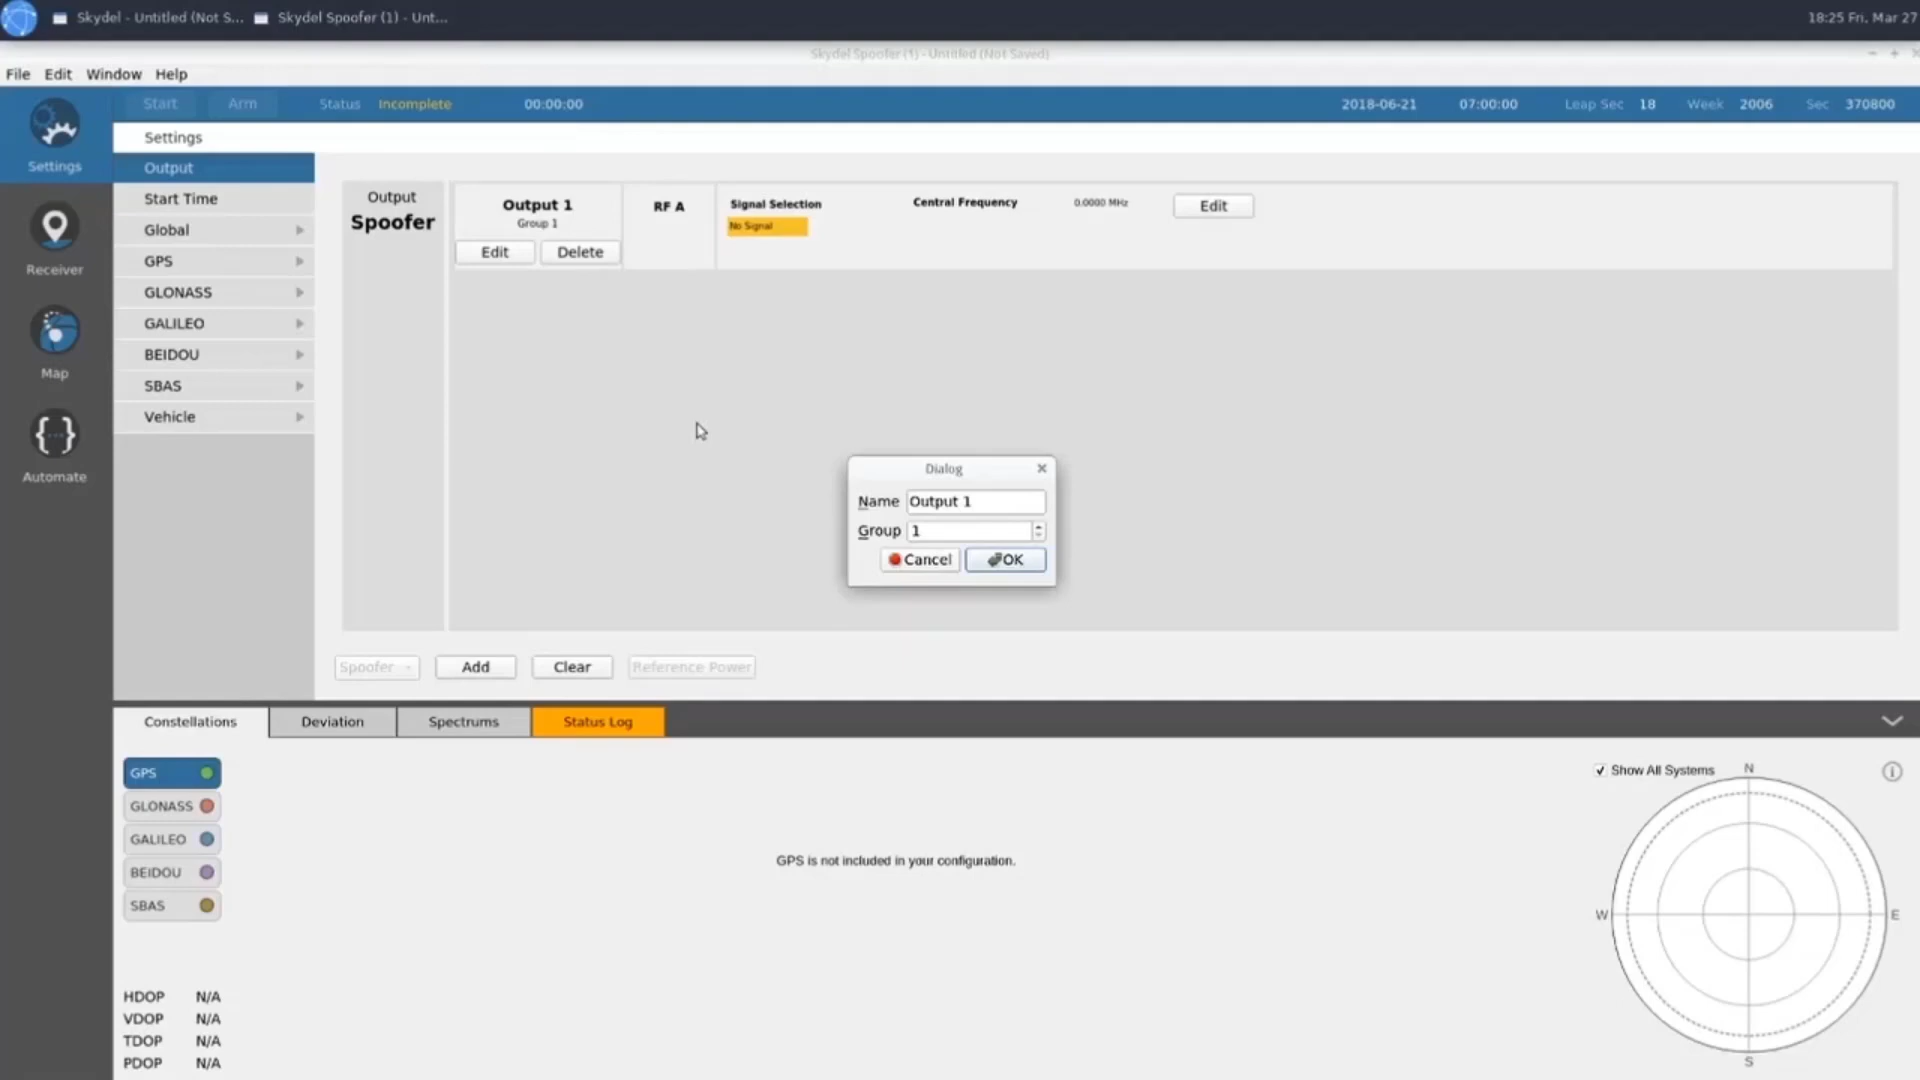 Skydel - Untitled (Not S...
Skydel Spoofer (1) - Unt...
18:25 Fri, Mar 27
Skydel Spoofer (1) - Untitled (Not Saved)
File Edit Window Help
Start Arm Status Incomplete 00:00:00 2018-06-21 07:00:00 Leap Sec 18 Week 2006 Sec 370800
Settings
Receiver
Map
Automate
Settings
Output
Start Time
Global
GPS
GLONASS
GALILEO
BEIDOU
SBAS
Vehicle
Output
Spoofer
Output 1
Group 1
Edit Delete
RF A
Signal Selection
No Signal
Central Frequency 0.0000 MHz Edit
Dialog
Name Output 1
Group 1
Cancel OK
Spoofer Add Clear Reference Power
Constellations Deviation Spectrums Status Log
GPS
GLONASS
GALILEO
BEIDOU
SBAS
GPS is not included in your configuration.
Show All Systems
N
W
E
S
HDOP N/A
VDOP N/A
TDOP N/A
PDOP N/A